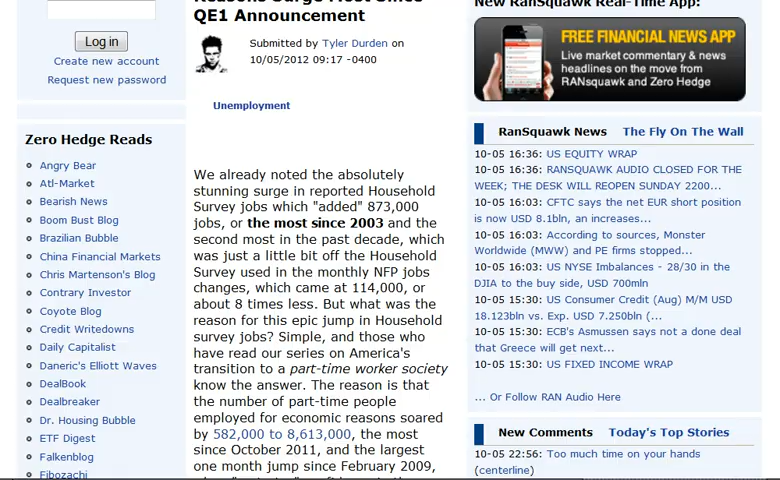 Log in
Create new account
Request new password
Zero Hedge Reads
Angry Bear
Atl-Market
Bearish News
Boom Bust Blog
Brazilian Bubble
China Financial Markets
Chris Martenson's Blog
Contrary Investor
Coyote Blog
Credit Writedowns
Daily Capitalist
Daneric's Elliott Waves
DealBook
Dealbreaker
Dr. Housing Bubble
ETF Digest
Falkenblog
Fibozachi
Reasons Surge Most Since
QE1 Announcement
Submitted by Tyler Durden on
10/05/2012 09:17 -0400
Unemployment
We already noted the absolutely
stunning surge in reported Household
Survey jobs which "added" 873,000
jobs, or the most since 2003 and the
second most in the past decade, which
was just a little bit off the Household
Survey used in the monthly NFP jobs
changes, which came at 114,000, or
about 8 times less. But what was the
reason for this epic jump in Household
survey jobs? Simple, and those who
have read our series on America's
transition to a part-time worker society
know the answer. The reason is that
the number of part-time people
employed for economic reasons soared
by 582,000 to 8,613,000, the most
since October 2011, and the largest
one month jump since February 2009,
New RanSquawk Real-Time App:
FREE FINANCIAL NEWS APP
Live market commentary & news
headlines on the move from
RANsquawk and Zero Hedge
RanSquawk News The Fly On The Wall
10-05 16:36: US EQUITY WRAP
10-05 16:36: RANSQUAWK AUDIO CLOSED FOR THE
WEEK; THE DESK WILL REOPEN SUNDAY 2200...
10-05 16:03: CFTC says the net EUR short position
is now USD 8.1bln, an increases...
10-05 16:03: According to sources, Monster
Worldwide (MWW) and PE firms stopped...
10-05 16:03: US NYSE Imbalances - 28/30 in the
DJIA to the buy side, USD 700mln
10-05 15:30: US Consumer Credit (Aug) M/M USD
18.123bln vs. Exp. USD 7.250bln (...
10-05 15:30: ECB's Asmussen says not a done deal
that Greece will get next...
10-05 15:30: US FIXED INCOME WRAP
... Or Follow RAN Audio Here
New Comments Today's Top Stories
10-05 22:56: Too much time on your hands
(centerline)